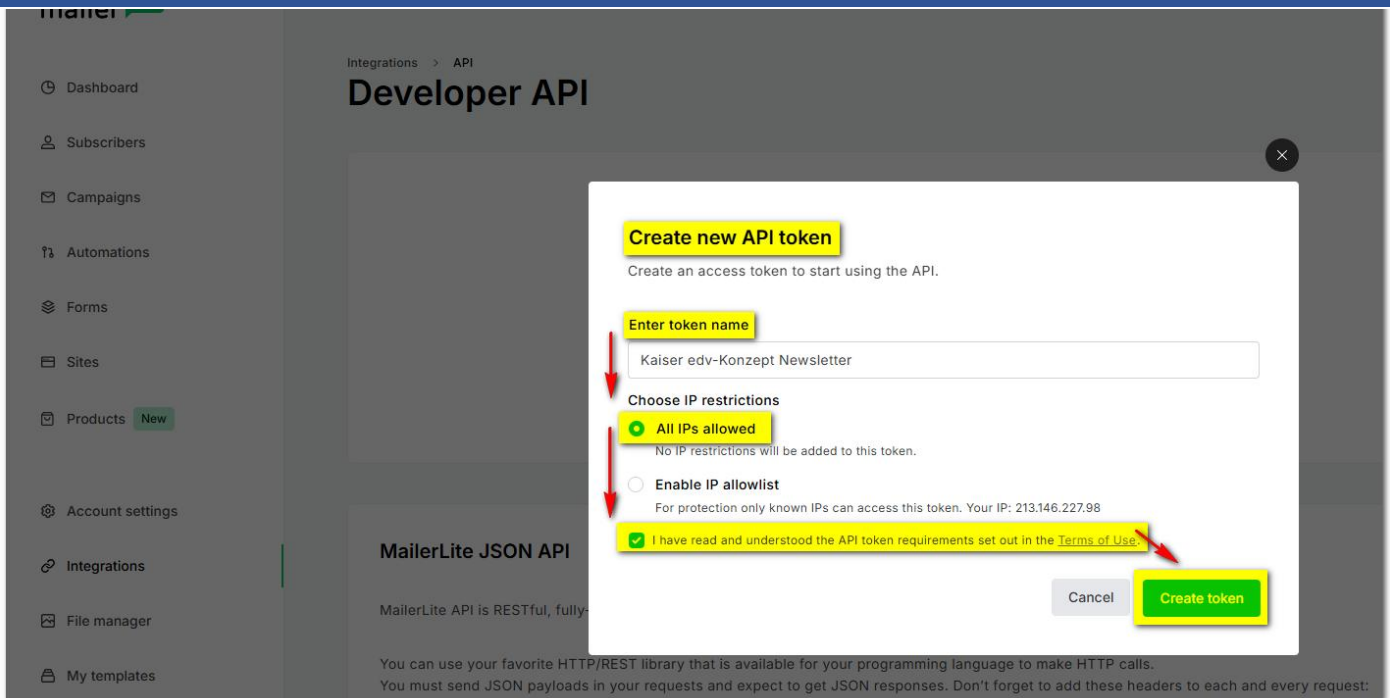 mailer
Integrations > API
Developer API
Dashboard
Subscribers
Campaigns
Automations
Forms
Sites
Products New
Account settings
Integrations
File manager
My templates
Create new API token
Create an access token to start using the API.
Enter token name
Kaiser edv-Konzept Newsletter
Choose IP restrictions
All IPs allowed
No IP restrictions will be added to this token.
Enable IP allowlist
For protection only known IPs can access this token. Your IP: 213.146.227.98
I have read and understood the API token requirements set out in the Terms of Use.
Cancel Create token
MailerLite JSON API
MailerLite API is RESTful, fully-
You can use your favorite HTTP/REST library that is available for your programming language to make HTTP calls.
You must send JSON payloads in your requests and expect to get JSON responses. Don't forget to add these headers to each and every request: